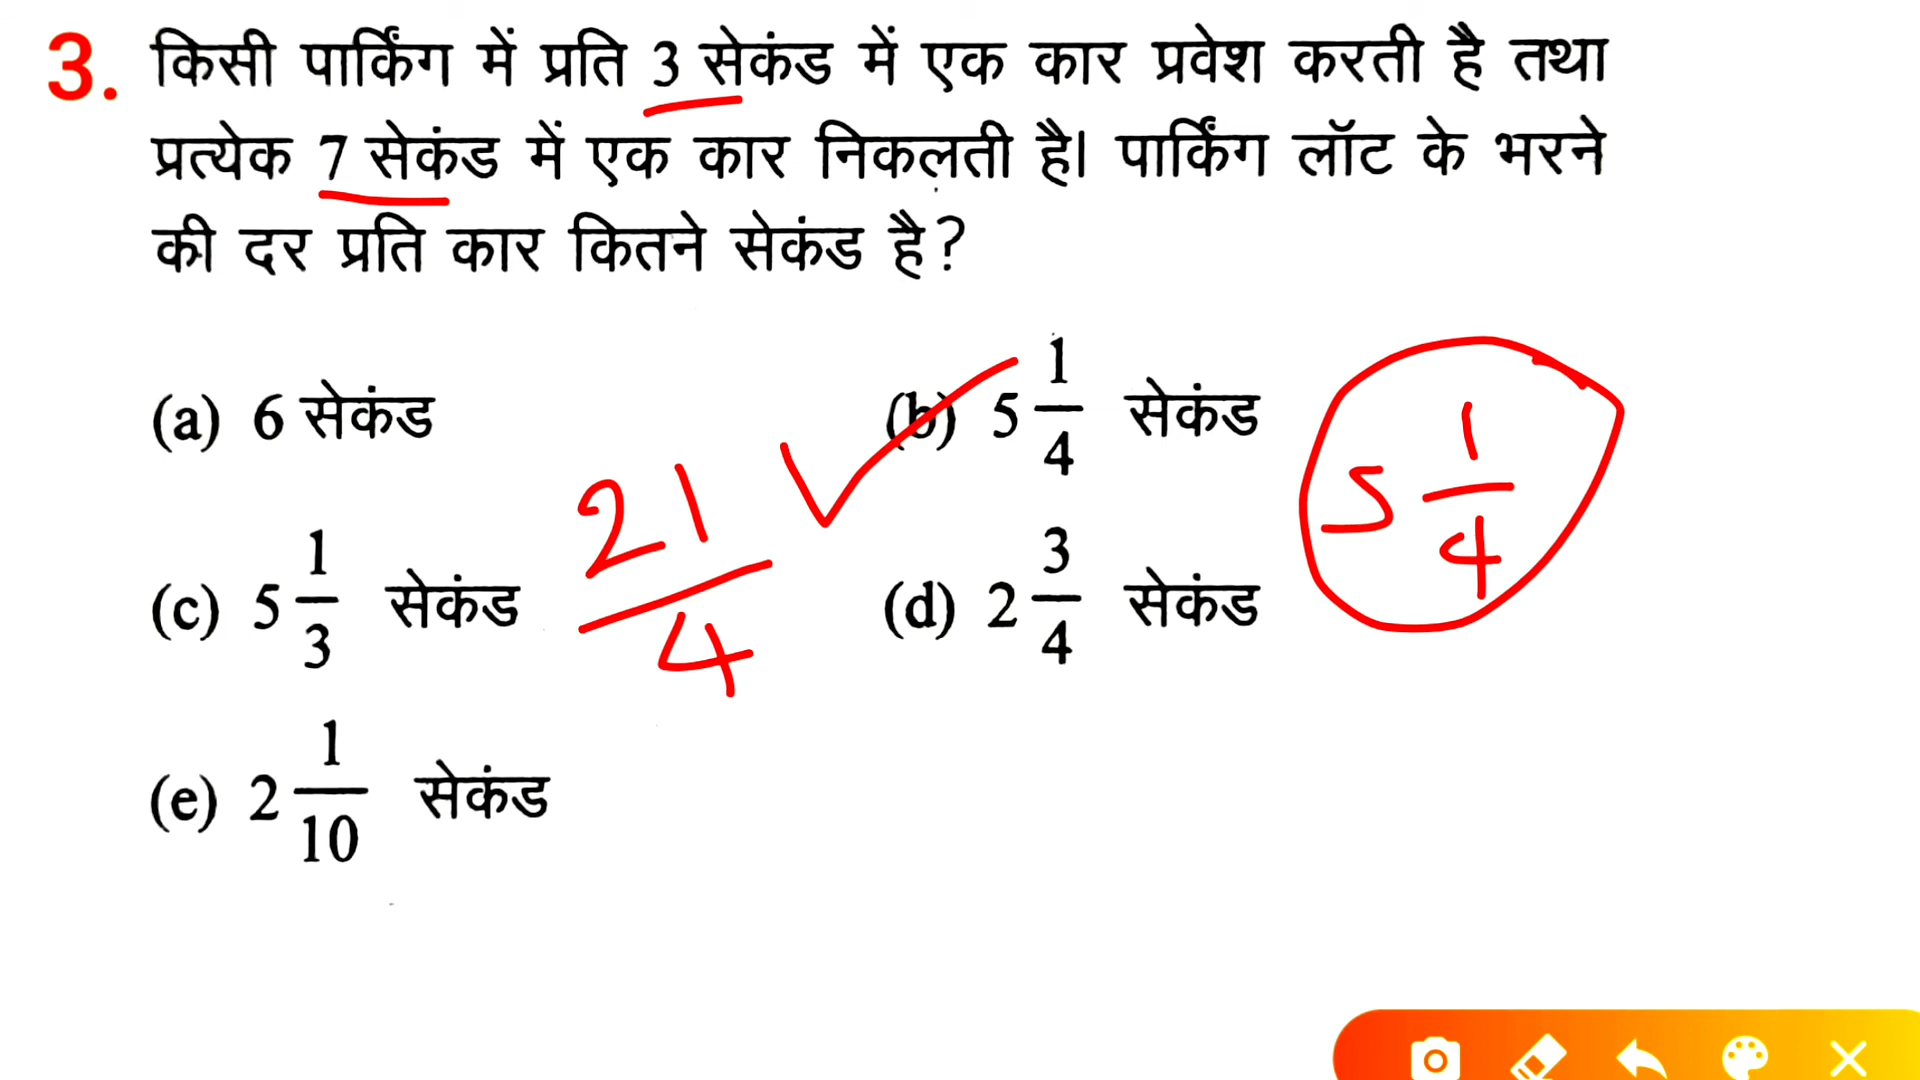 3. किसी पार्किंग में प्रति 3 सेकंड में एक कार प्रवेश करती है तथा
प्रत्येक 7 सेकंड में एक कार निकलती है। पार्किंग लॉट के भरने
की दर प्रति कार कितने सेकंड है?
(a) 6 सेकंड (b) 5 1/4 सेकंड
5 1/4
21/4
(c) 5 1/3 सेकंड (d) 2 3/4 सेकंड
(e) 2 1/10 सेकंड